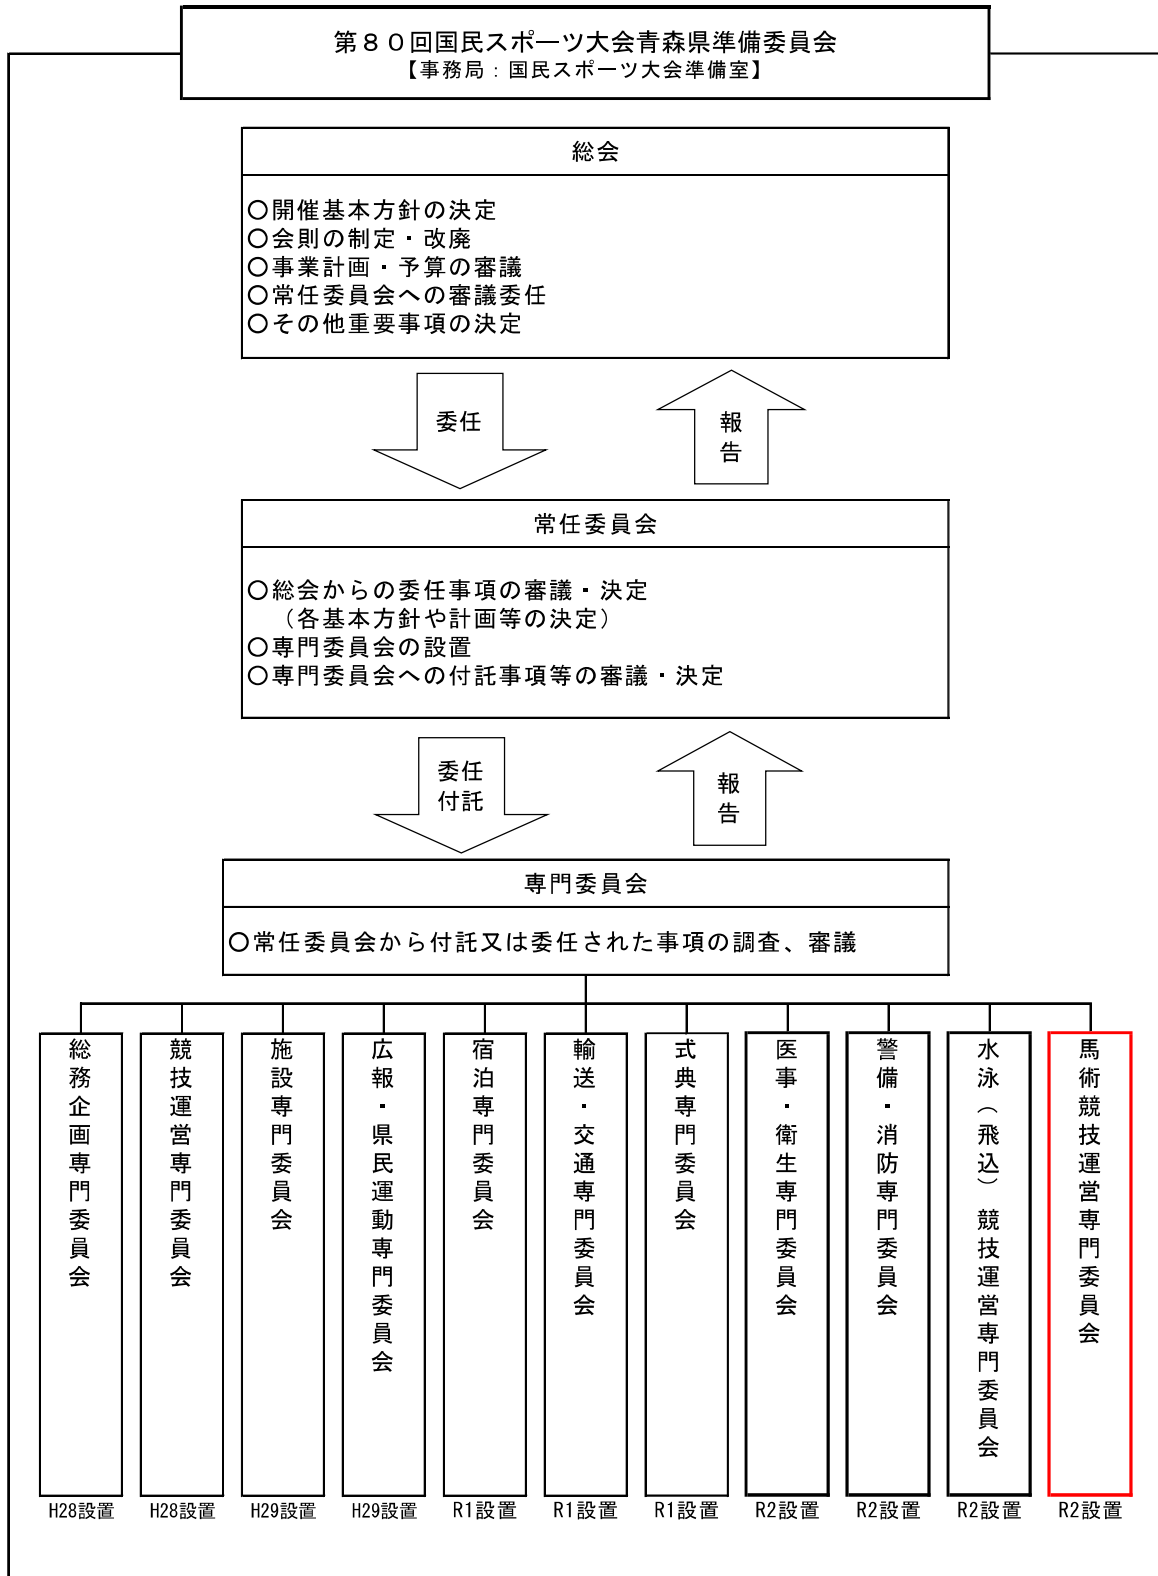 第８０回国民スポーツ大会青森県準備委員会
【事務局：国民スポーツ大会準備室】
総会
○開催基本方針の決定
○会則の制定・改廃
○事業計画・予算の審議
○常任委員会への審議委任
○その他重要事項の決定
委任
報告
常任委員会
○総会からの委任事項の審議・決定
（各基本方針や計画等の決定）
○専門委員会の設置
○専門委員会への付託事項等の審議・決定
委任
付託
報告
専門委員会
○常任委員会から付託又は委任された事項の調査、審議
総務企画専門委員会
競技運営専門委員会
施設専門委員会
広報・県民運動専門委員会
宿泊専門委員会
輸送・交通専門委員会
式典専門委員会
医事・衛生専門委員会
警備・消防専門委員会
水泳（飛込）競技運営専門委員会
馬術競技運営専門委員会
H28設置
H28設置
H29設置
H29設置
R1設置
R1設置
R1設置
R2設置
R2設置
R2設置
R2設置